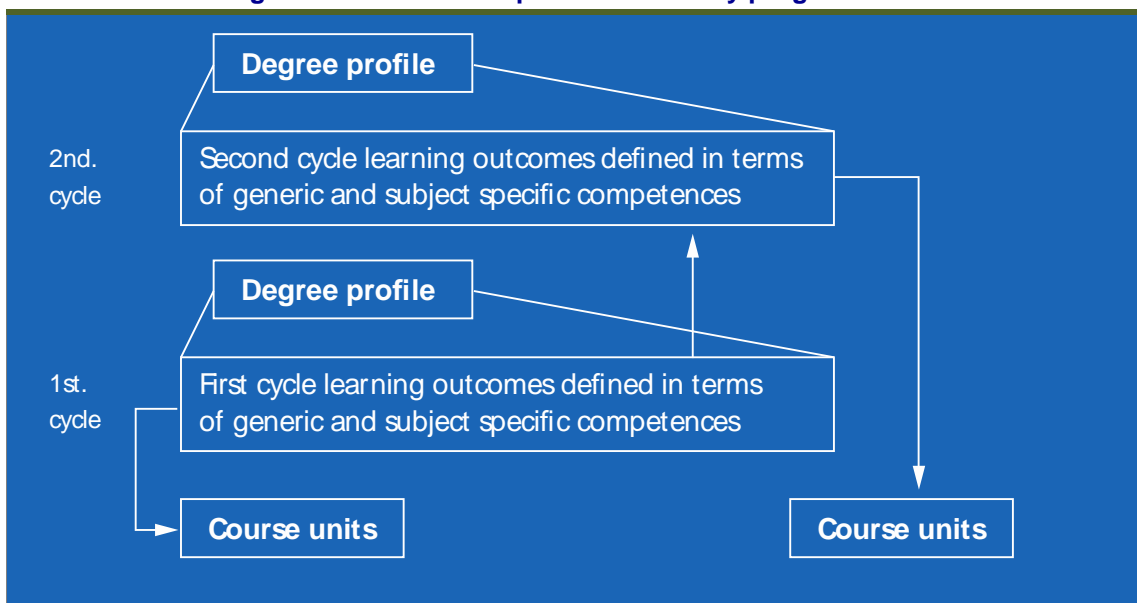 Degree profile
2nd.
cycle
Second cycle learning outcomes defined in terms
of generic and subject specific competences
Degree profile
1st.
cycle
First cycle learning outcomes defined in terms
of generic and subject specific competences
Course units
Course units